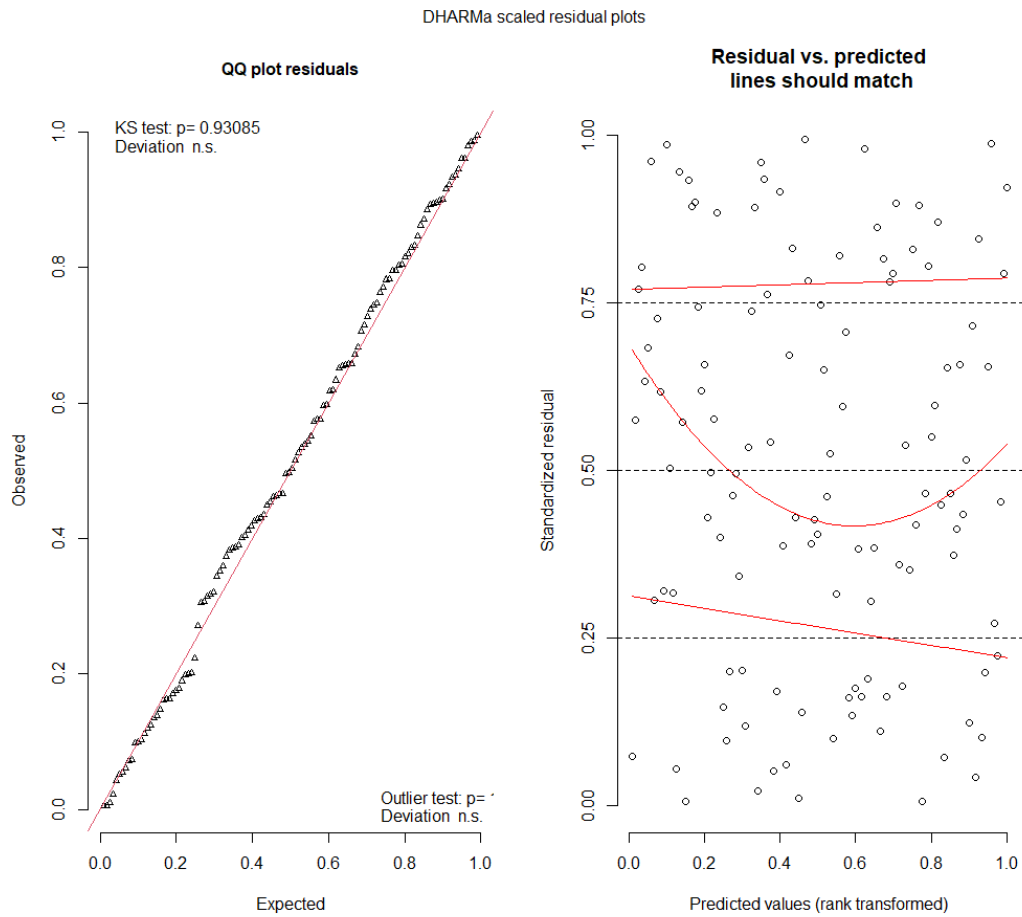 DHARMa scaled residual plots
QQ plot residuals
KS test: p= 0.93085
Deviation n.s.
Observed
0.0
0.2
0.4
0.6
0.8
1.0
Outlier test: p=
Deviation n.s.
0.0 0.2 0.4 0.6 0.8 1.0
Expected
Residual vs. predicted
lines should match
Standardized residual
0.00
0.25
0.50
0.75
1.00
0.0 0.2 0.4 0.6 0.8 1.0
Predicted values (rank transformed)